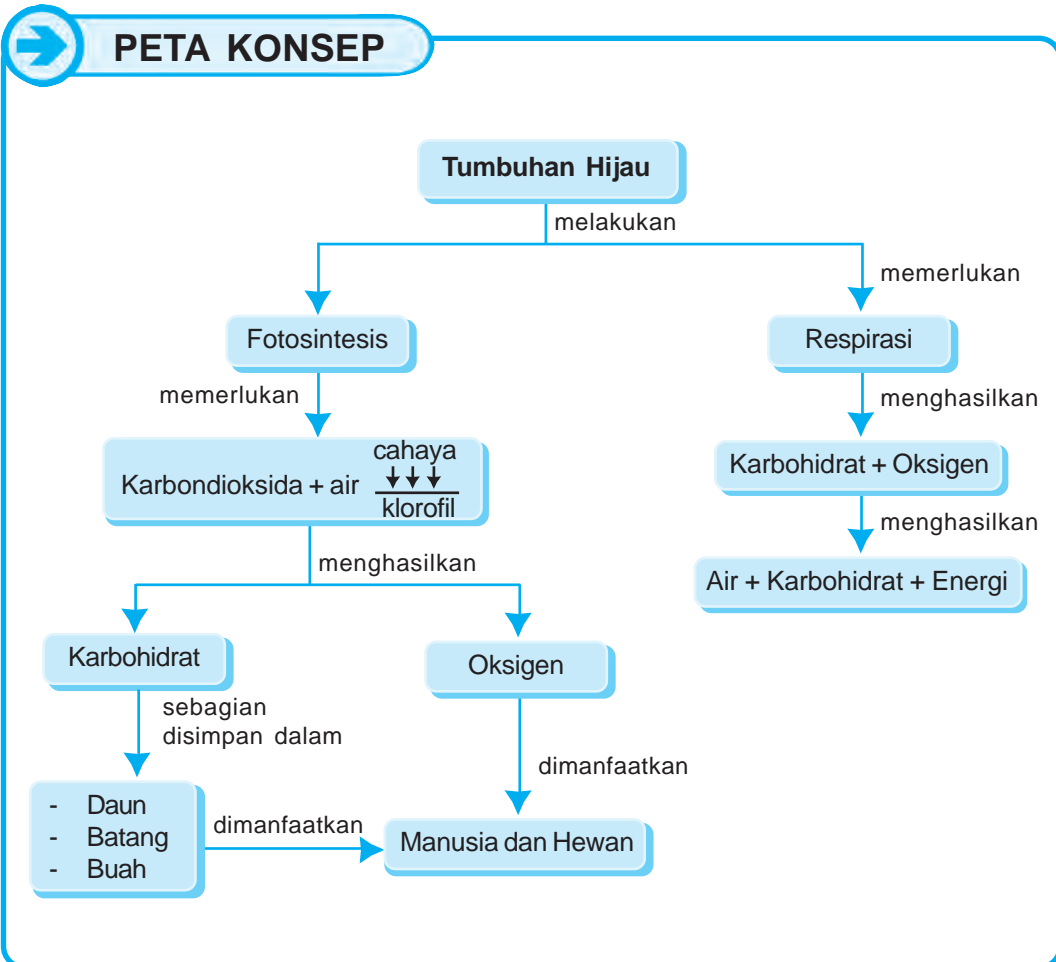 PETA KONSEP
Tumbuhan Hijau
melakukan
memerlukan
Fotosintesis
Respirasi
memerlukan
menghasilkan
cahaya
Karbondioksida + air
klorofil
Karbohidrat + Oksigen
menghasilkan
menghasilkan
Air + Karbohidrat + Energi
Karbohidrat
Oksigen
sebagian
disimpan dalam
dimanfaatkan
- Daun
- Batang
- Buah
dimanfaatkan
Manusia dan Hewan